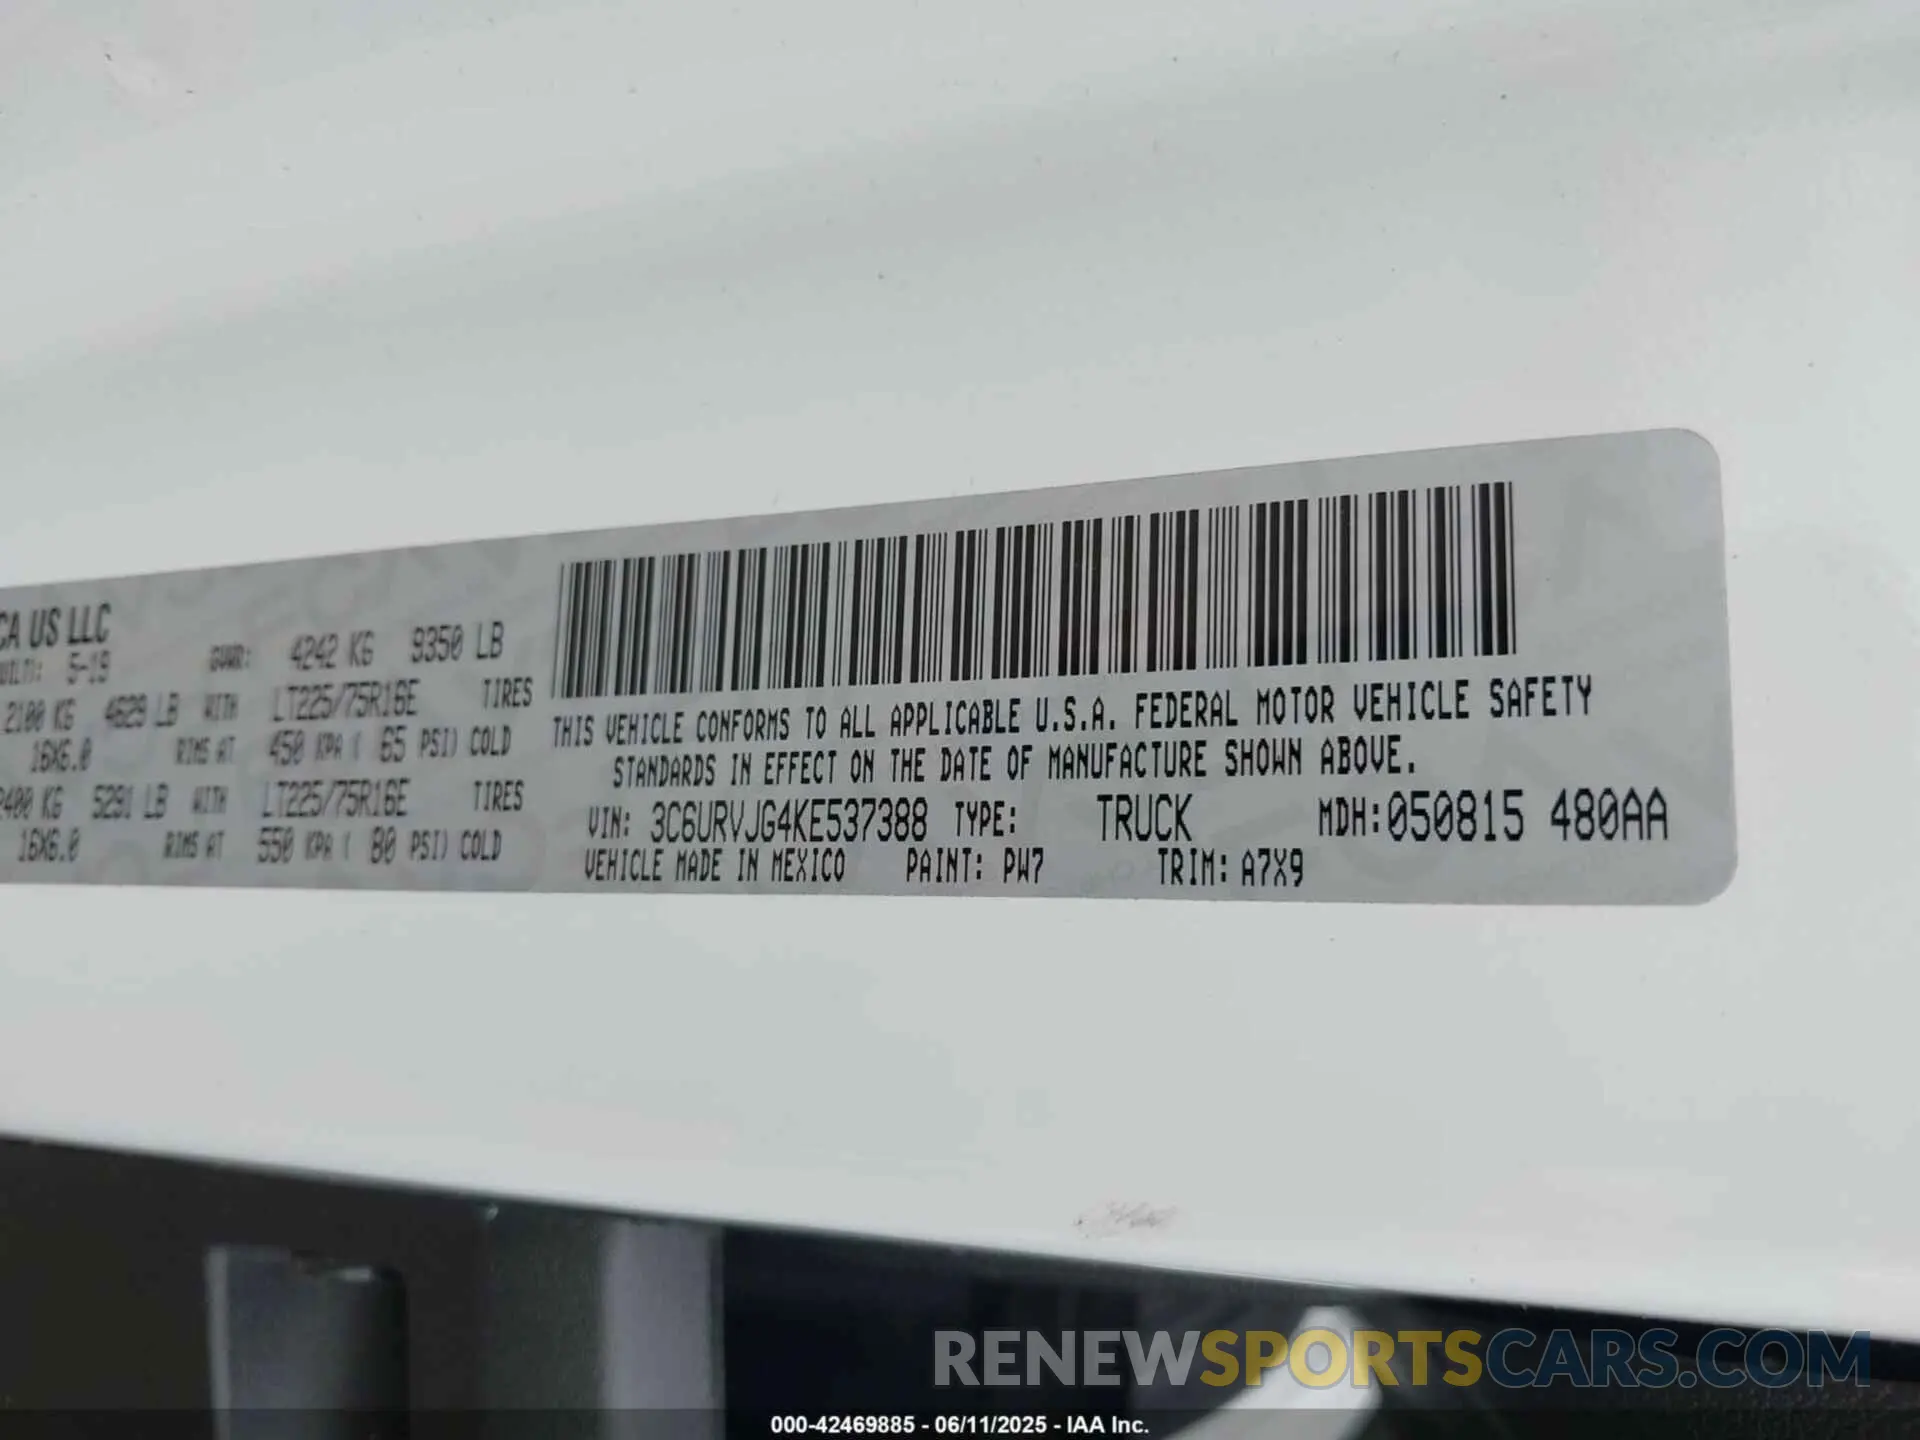 CA US LLC
5-19 GVWR: 4242 KG 9350 LB
2100 KG 4629 LB WITH LT225/75R16E TIRES
16X6.0 RIMS AT 450 KPA ( 65 PSI) COLD
2400 KG 5291 LB WITH LT225/75R16E TIRES
16X6.0 RIMS AT 550 KPA ( 80 PSI) COLD
THIS VEHICLE CONFORMS TO ALL APPLICABLE U.S.A. FEDERAL MOTOR VEHICLE SAFETY
STANDARDS IN EFFECT ON THE DATE OF MANUFACTURE SHOWN ABOVE.
VIN: 3C6URVJG4KE537388 TYPE: TRUCK MDH:050815 480AA
VEHICLE MADE IN MEXICO PAINT: PW7 TRIM: A7X9
RENEWSPORTSCARS.COM
000-42469885 - 06/11/2025 - IAA Inc.